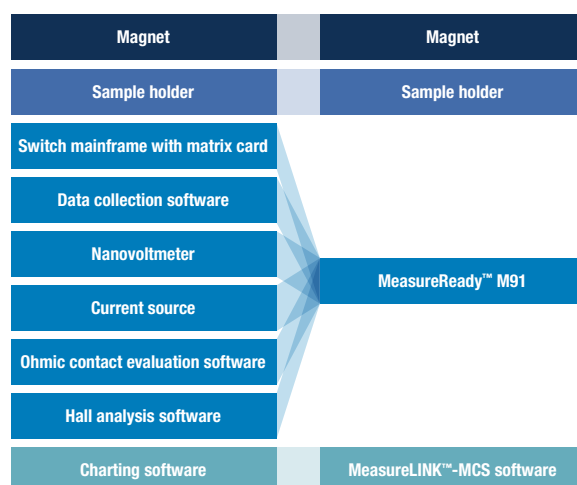 Magnet
Magnet
Sample holder
Sample holder
Switch mainframe with matrix card
Data collection software
Nanovoltmeter
MeasureReady™ M91
Current source
Ohmic contact evaluation software
Hall analysis software
Charting software
MeasureLINK™-MCS software